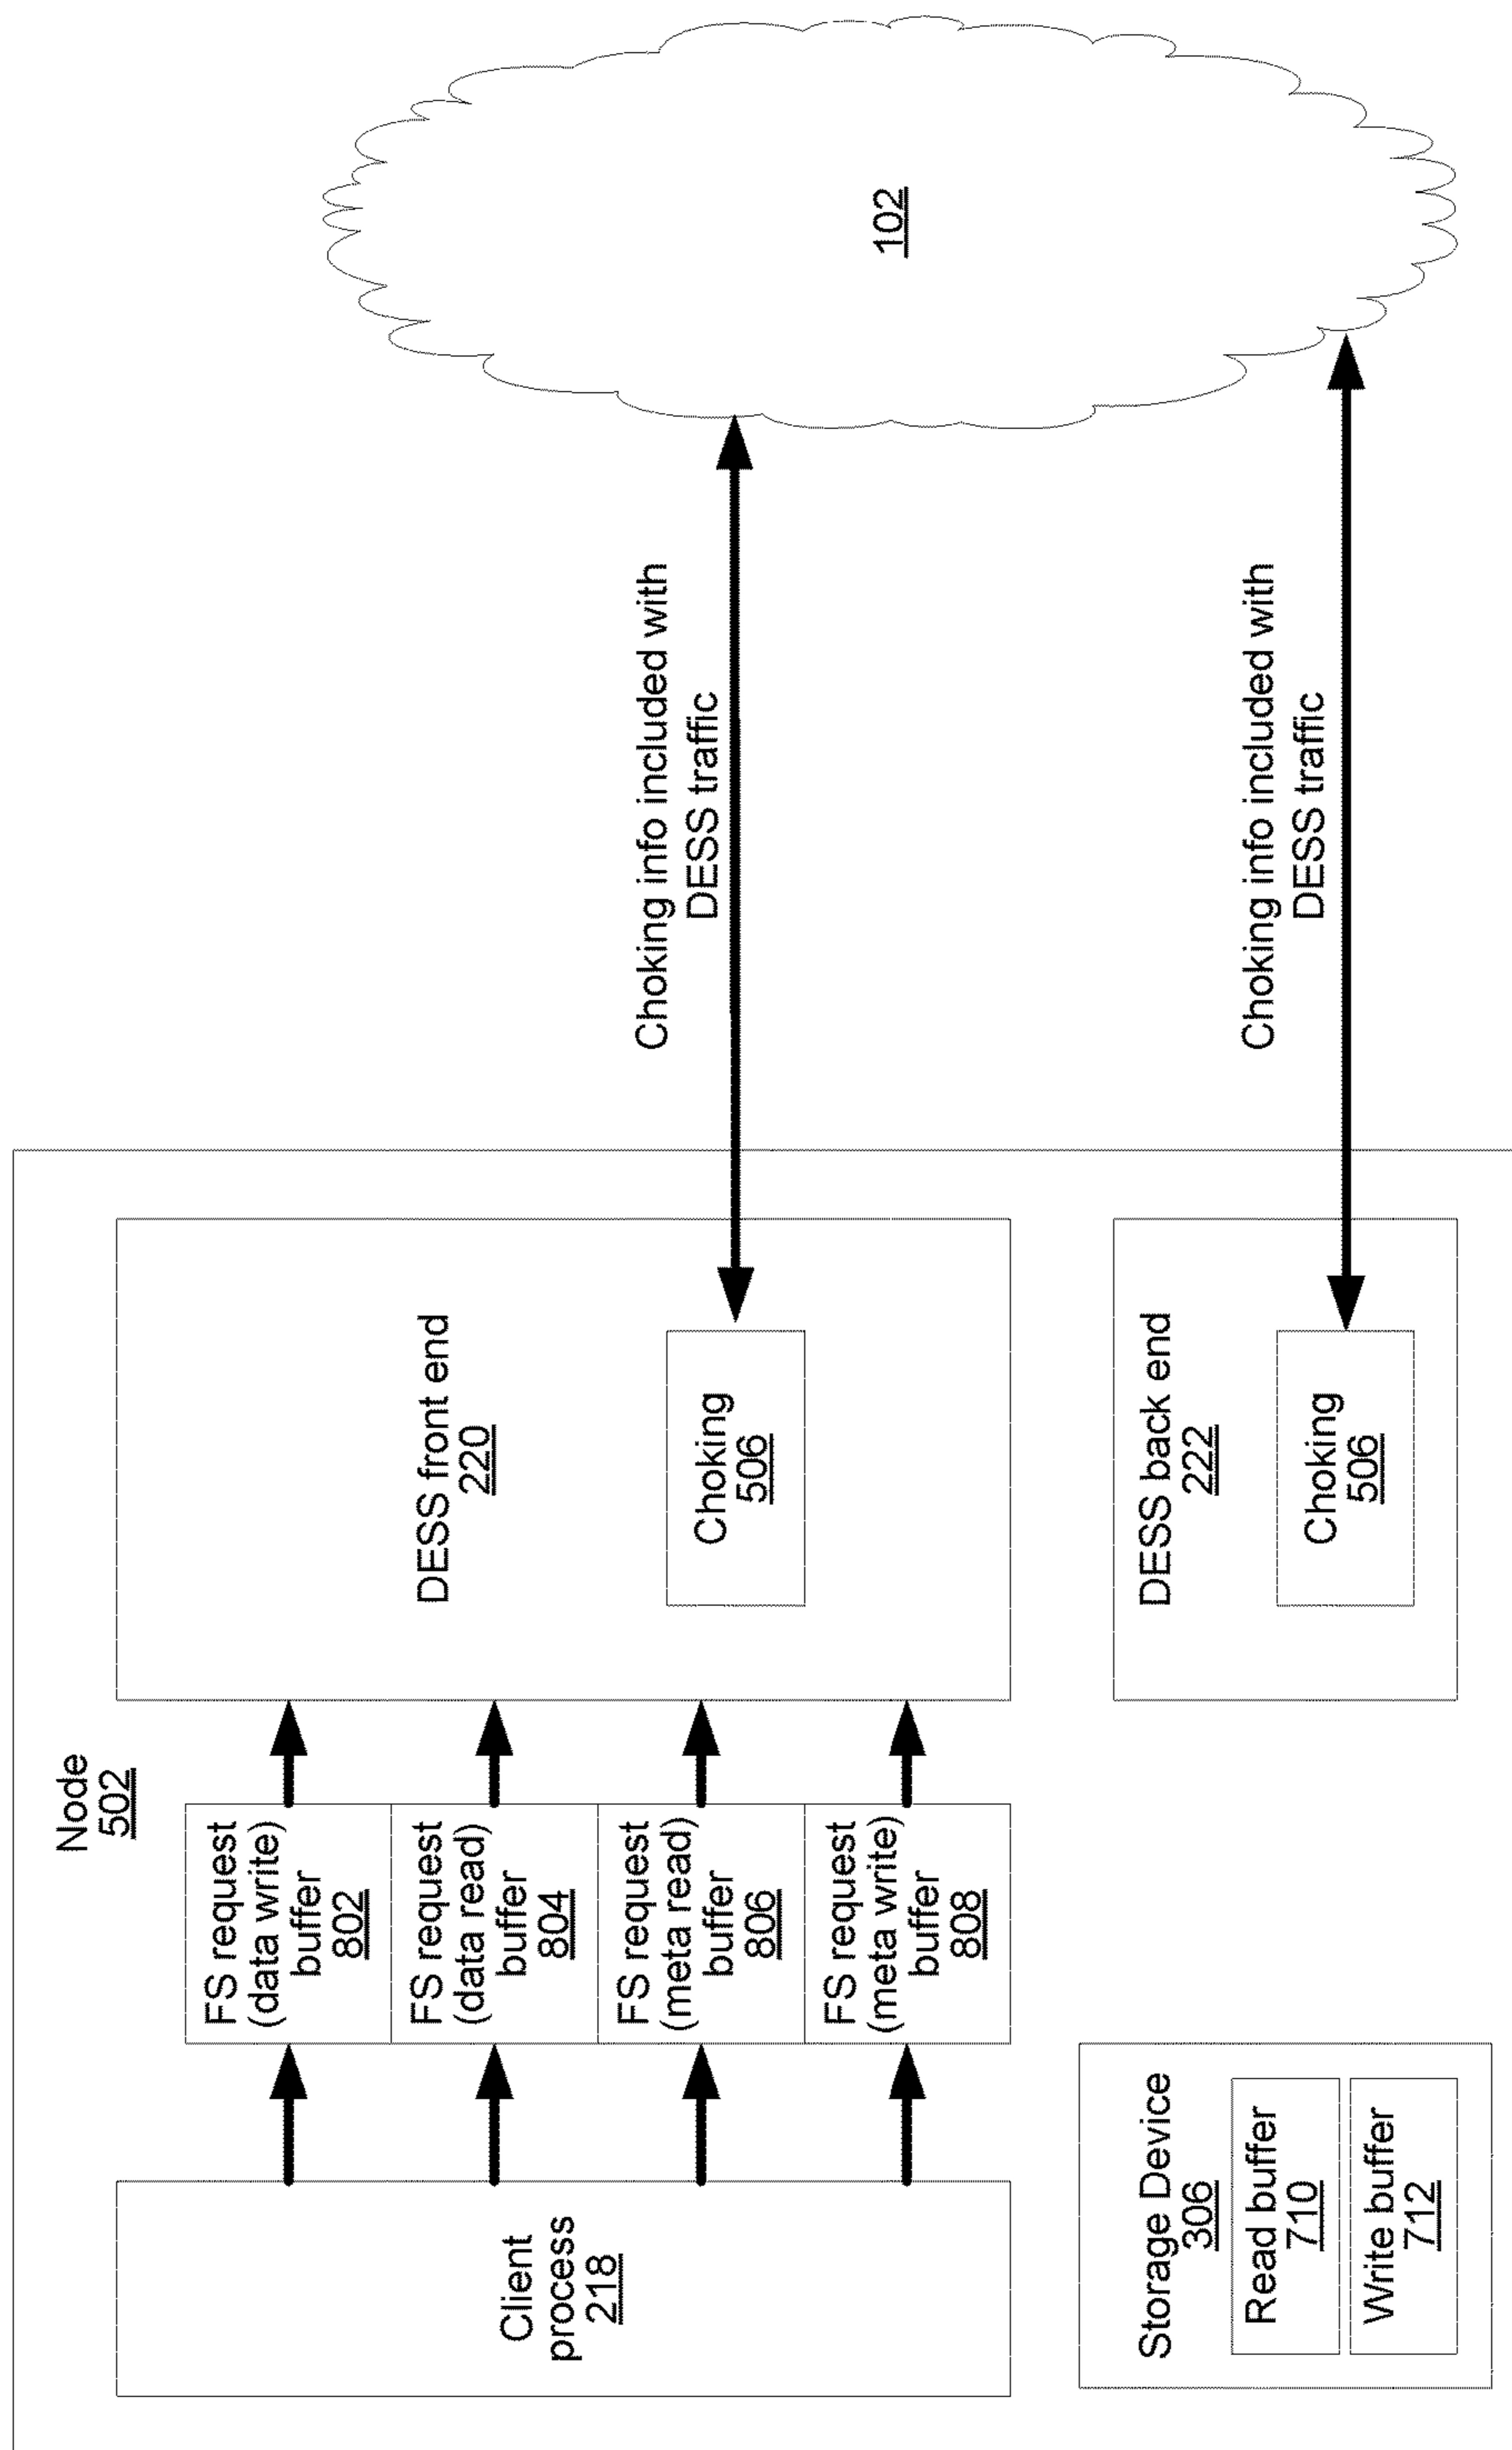 Node
502
Client
process
218
FS request
(data write)
buffer
802
FS request
(data read)
buffer
804
FS request
(meta read)
buffer
806
FS request
(meta write)
buffer
808
DESS front end
220
Choking
506
Choking info included with
DESS traffic
102
Storage Device
306
Read buffer
710
Write buffer
712
DESS back end
222
Choking
506
Choking info included with
DESS traffic